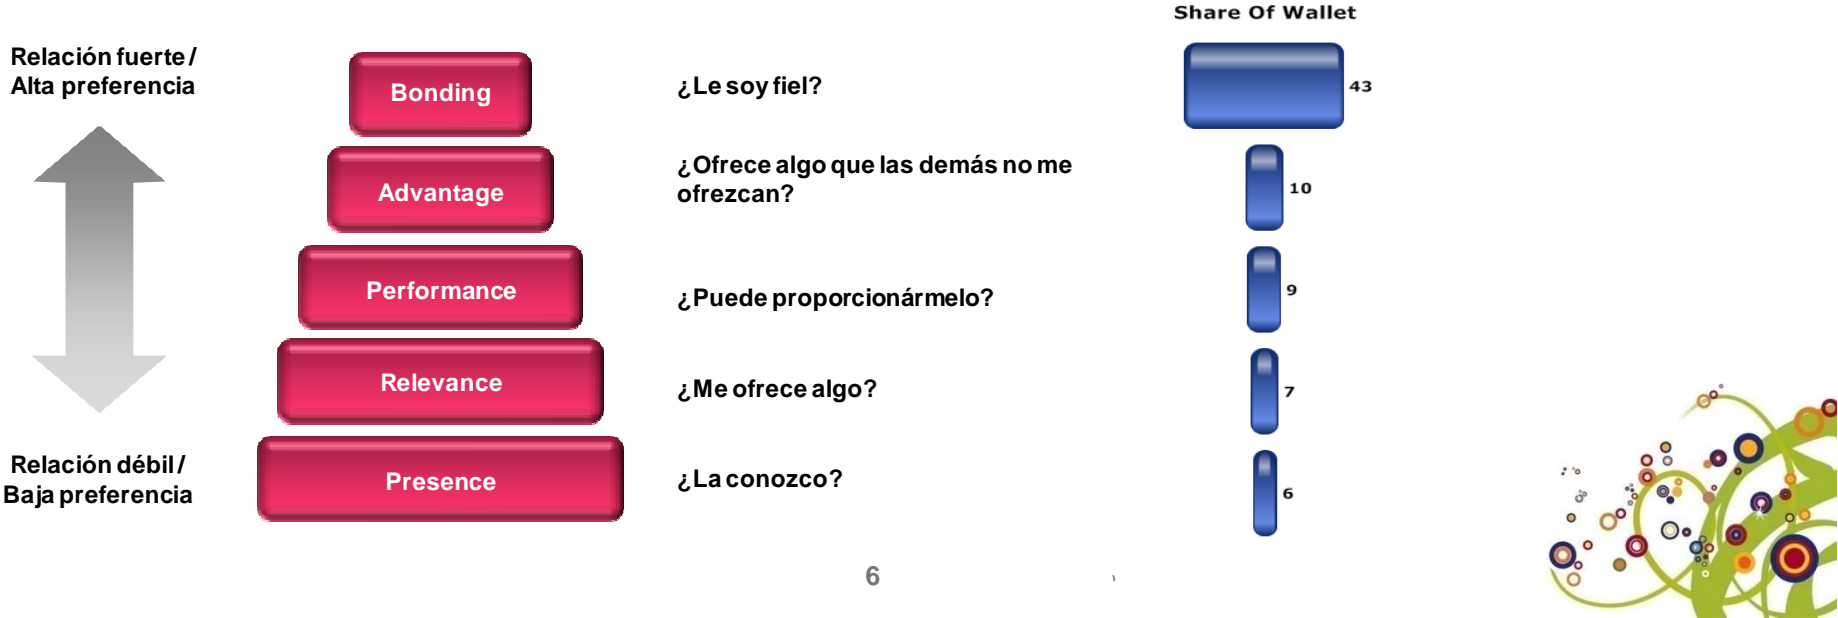 Share Of Wallet
Relación fuerte /
Alta preferencia
Bonding
¿Le soy fiel?
43
Advantage
¿Ofrece algo que las demás no me
ofrezcan?
10
Performance
¿Puede proporcionármelo?
9
Relevance
¿Me ofrece algo?
7
Relación débil /
Baja preferencia
Presence
¿La conozco?
6
6